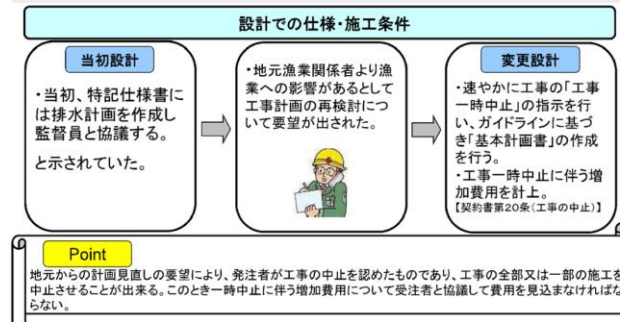 設計での仕様・施工条件
当初設計
・当初、特記仕様書に
は排水計画を作成し
監督員と協議する。
と示されていた。
・地元漁業関係者より漁
業への影響があるとして
工事計画の再検討につ
いて要望が出された。
変更設計
・速やかに工事の「工事
一時中止」の指示を行
い、ガイドラインに基づ
き「基本計画書」の作成
を行う。
・工事一時中止に伴う増
加費用を計上。
【契約書第20条(工事の中止)】
Point
地元からの計画見直しの要望により、発注者が工事の中止を認めたものであり、工事の全部又は一部の施工を
中止させることが出来る。このとき一時中止に伴う増加費用について受注者と協議して費用を見込まなければな
らない。